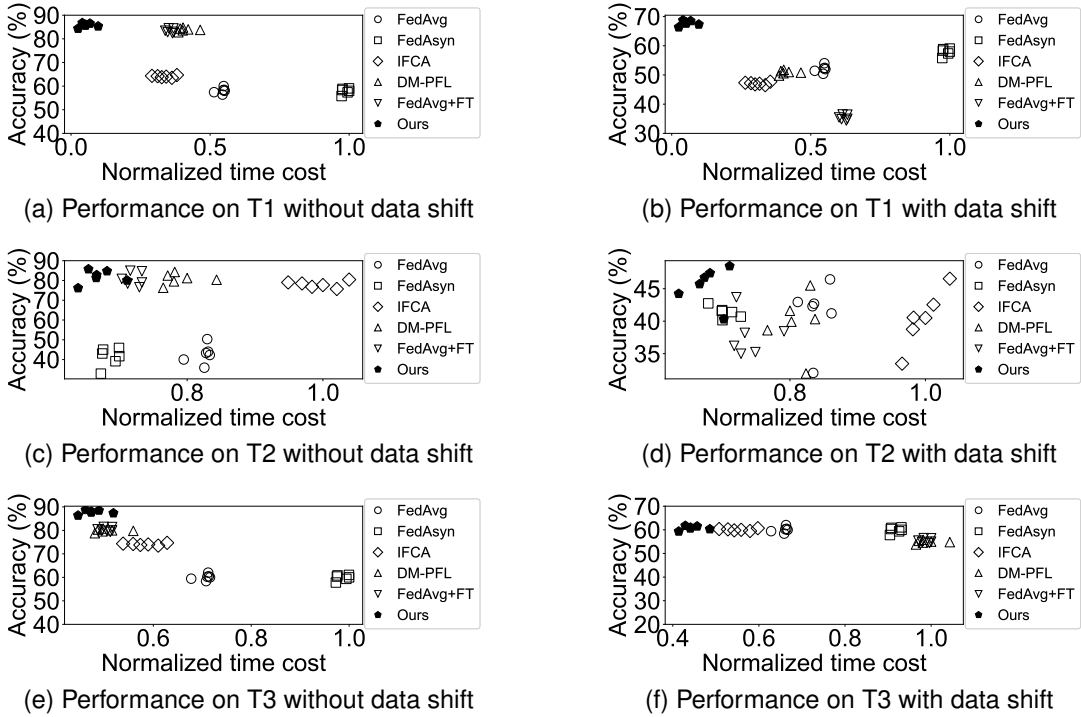 Accuracy (%)
90
80
70
60
50
40
0.0
0.5
1.0
Normalized time cost
FedAvg
FedAsyn
IFCA
DM-PFL
FedAvg+FT
Ours
(a) Performance on T1 without data shift
Accuracy (%)
70
60
50
40
30
0.0
0.5
1.0
Normalized time cost
FedAvg
FedAsyn
IFCA
DM-PFL
FedAvg+FT
Ours
(b) Performance on T1 with data shift
Accuracy (%)
90
80
70
60
50
40
0.8
1.0
Normalized time cost
FedAvg
FedAsyn
IFCA
DM-PFL
FedAvg+FT
Ours
(c) Performance on T2 without data shift
Accuracy (%)
45
40
35
0.8
1.0
Normalized time cost
FedAvg
FedAsyn
IFCA
DM-PFL
FedAvg+FT
Ours
(d) Performance on T2 with data shift
Accuracy (%)
90
80
70
60
50
40
0.6
0.8
1.0
Normalized time cost
FedAvg
FedAsyn
IFCA
DM-PFL
FedAvg+FT
Ours
(e) Performance on T3 without data shift
Accuracy (%)
70
60
50
40
30
20
0.4
0.6
0.8
1.0
Normalized time cost
FedAvg
FedAsyn
IFCA
DM-PFL
FedAvg+FT
Ours
(f) Performance on T3 with data shift